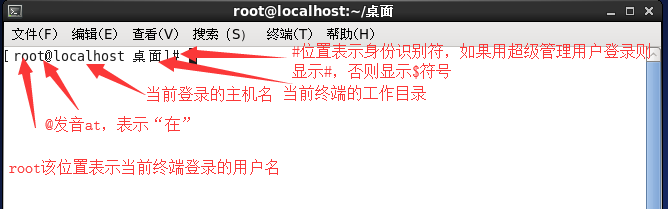 root@localhost:~/桌面
文件(F) 编辑(E) 查看(V) 搜索 (S) 终端(T) 帮助(H)
[root@localhost 桌面]#
#位置表示身份识别符，如果用超级管理用户登录则
显示#，否则显示$符号
当前登录的主机名 当前终端的工作目录
@发音at，表示“在”
root该位置表示当前终端登录的用户名